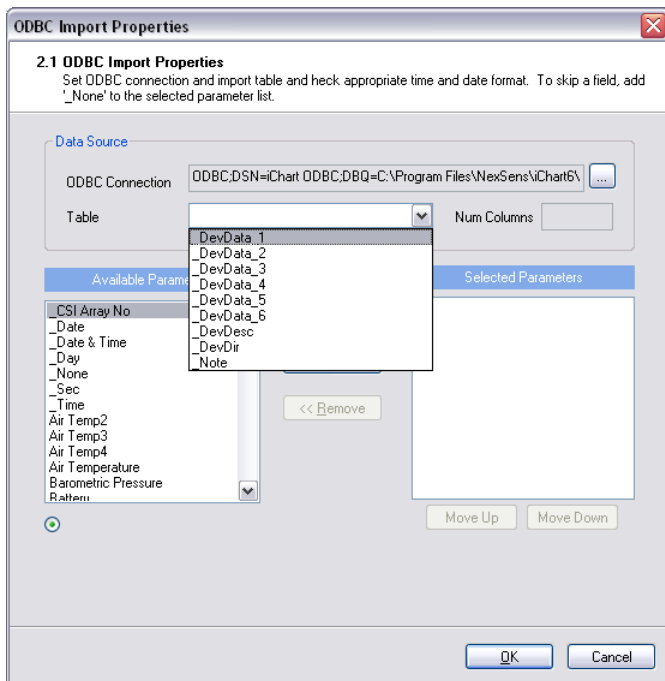 ODBC Import Properties
2.1 ODBC Import Properties
Set ODBC connection and import table and heck appropriate time and date format. To skip a field, add
'_None' to the selected parameter list.
Data Source
ODBC Connection
ODBC;DSN=iChart ODBC;DBQ=C:\Program Files\NexSens\iChart6\
...
Table
Num Columns
_DevData_1
_DevData_2
_DevData_3
_DevData_4
_DevData_5
_DevData_6
_DevDesc
_DevDir
_Note
Available Parame
Selected Parameters
_CSI Array No
_Date
_Date & Time
_Day
_None
_Sec
_Time
Air Temp2
Air Temp3
Air Temp4
Air Temperature
Barometric Pressure
Battery
<< Remove
Move Up
Move Down
OK
Cancel